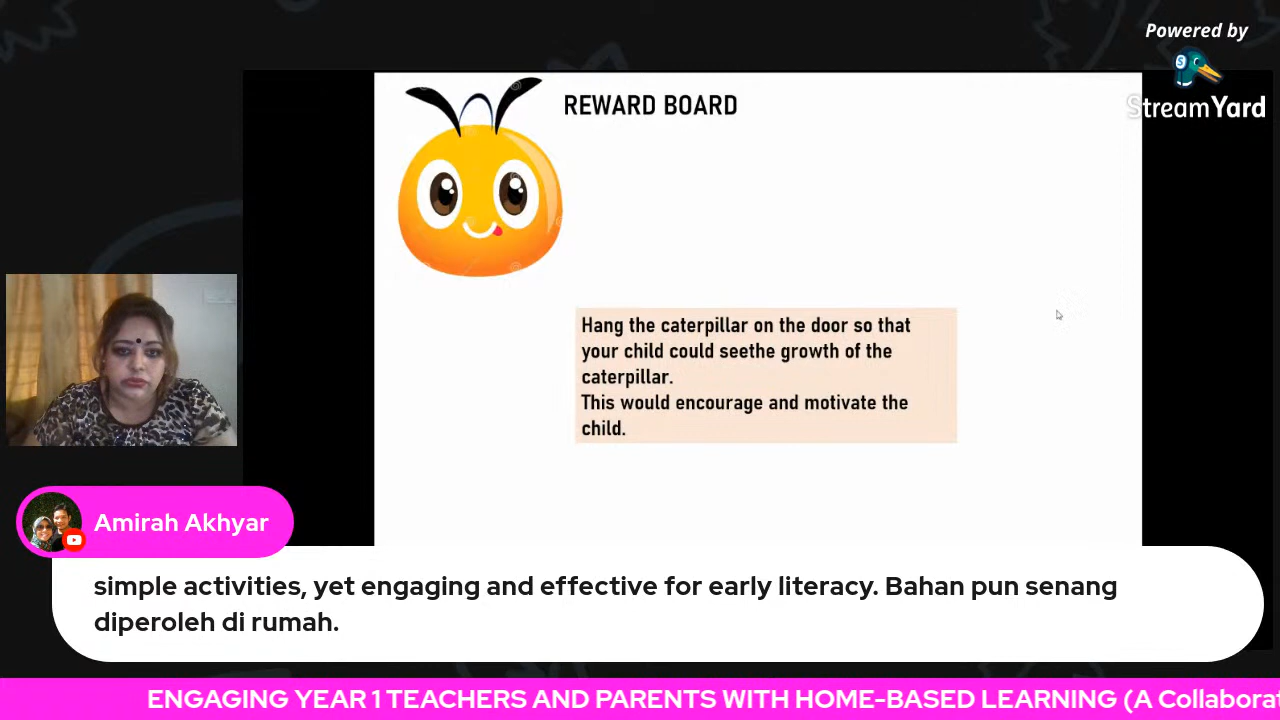 Powered by
StreamYard
REWARD BOARD
Hang the caterpillar on the door so that
your child could seethe growth of the
caterpillar.
This would encourage and motivate the
child.
Amirah Akhyar
simple activities, yet engaging and effective for early literacy. Bahan pun senang
diperoleh di rumah.
ENGAGING YEAR 1 TEACHERS AND PARENTS WITH HOME-BASED LEARNING (A Collaborat